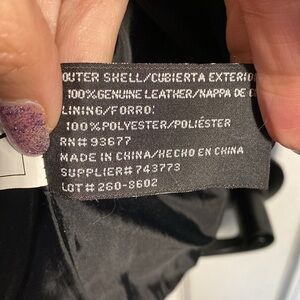 OUTER SHELL/CUBIERTA EXTERIO
100%GENUINE LEATHER/NAPPA DE
LINING/FORRO:
100%POLYESTER/POLIÉSTER
RN# 93677
MADE IN CHINA/HECHO EN CHINA
SUPPLIER# 743773
LOT# 260-8602